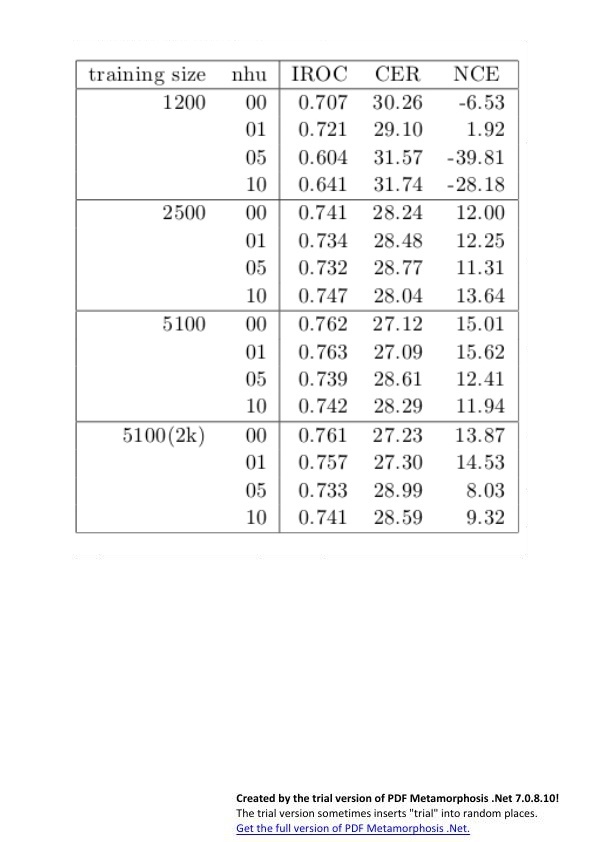 training size nhu IROC CER NCE
1200 00 0.707 30.26 -6.53
01 0.721 29.10 1.92
05 0.604 31.57 -39.81
10 0.641 31.74 -28.18
2500 00 0.741 28.24 12.00
01 0.734 28.48 12.25
05 0.732 28.77 11.31
10 0.747 28.04 13.64
5100 00 0.762 27.12 15.01
01 0.763 27.09 15.62
05 0.739 28.61 12.41
10 0.742 28.29 11.94
5100(2k) 00 0.761 27.23 13.87
01 0.757 27.30 14.53
05 0.733 28.99 8.03
10 0.741 28.59 9.32
Created by the trial version of PDF Metamorphosis .Net 7.0.8.10!
The trial version sometimes inserts "trial" into random places.
Get the full version of PDF Metamorphosis .Net.